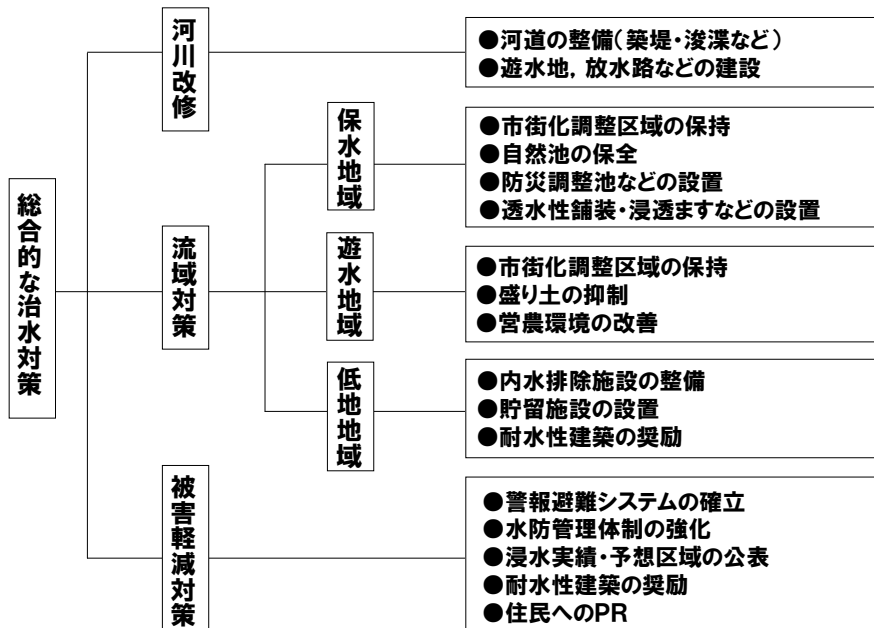 総合的な治水対策
河川改修
●河道の整備(築堤・浚渫など)
●遊水地，放水路などの建設
流域対策
保水地域
●市街化調整区域の保持
●自然池の保全
●防災調整池などの設置
●透水性舗装・浸透ますなどの設置
遊水地域
●市街化調整区域の保持
●盛り土の抑制
●営農環境の改善
低地地域
●内水排除施設の整備
●貯留施設の設置
●耐水性建築の奨励
被害軽減対策
●警報避難システムの確立
●水防管理体制の強化
●浸水実績・予想区域の公表
●耐水性建築の奨励
●住民へのPR